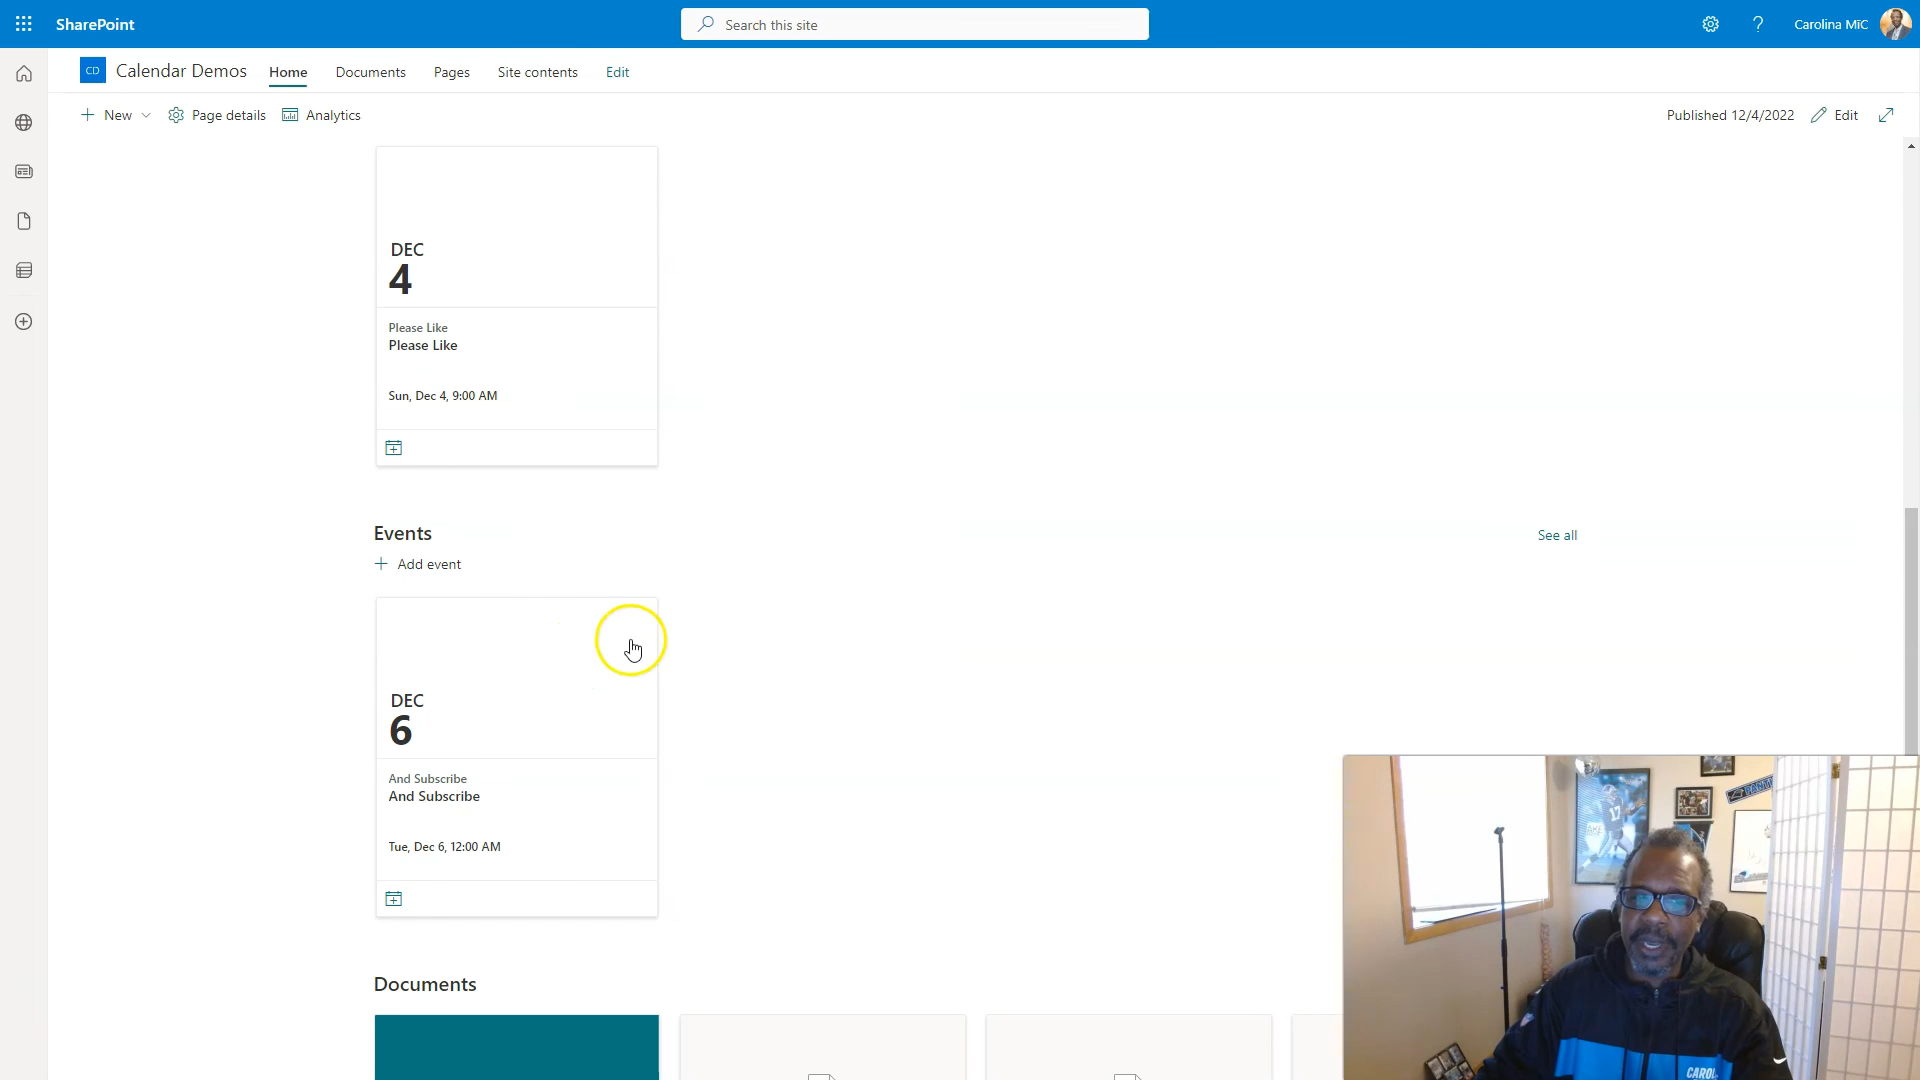 SharePoint
Search this site
Carolina MiC
CD
Calendar Demos
Home
Documents
Pages
Site contents
Edit
New
Page details
Analytics
Published 12/4/2022
Edit
DEC
4
Please Like
Please Like
Sun, Dec 4, 9:00 AM
Events
See all
Add event
DEC
6
And Subscribe
And Subscribe
Tue, Dec 6, 12:00 AM
Documents
17